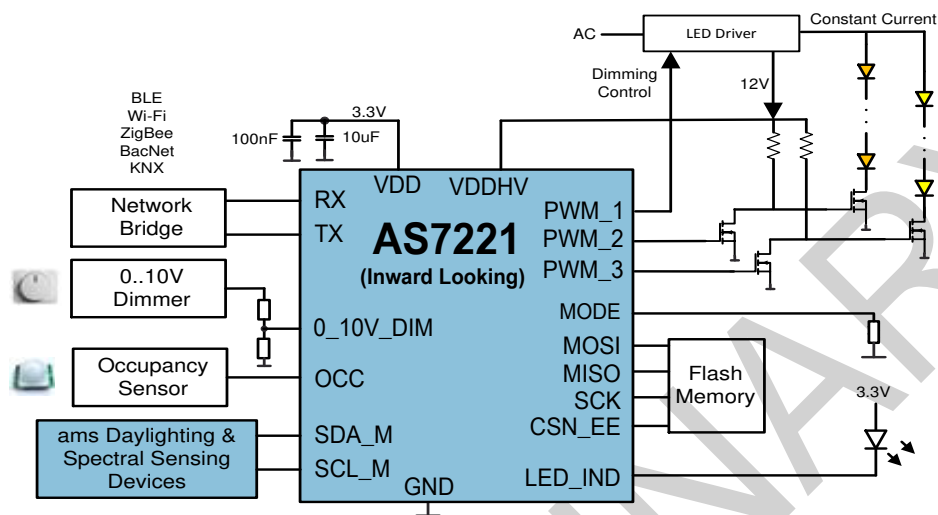 Constant Current
AC
LED Driver
Dimming
Control
12V
BLE
Wi-Fi
ZigBee
BacNet
KNX
3.3V
100nF
10uF
VDD
VDDHV
RX
TX
Network
Bridge
AS7221
(Inward Looking)
PWM_1
PWM_2
PWM_3
0..10V
Dimmer
0_10V_DIM
MODE
Occupancy
Sensor
OCC
MOSI
MISO
SCK
CSN_EE
Flash
Memory
3.3V
ams Daylighting &
Spectral Sensing
Devices
SDA_M
SCL_M
GND
LED_IND